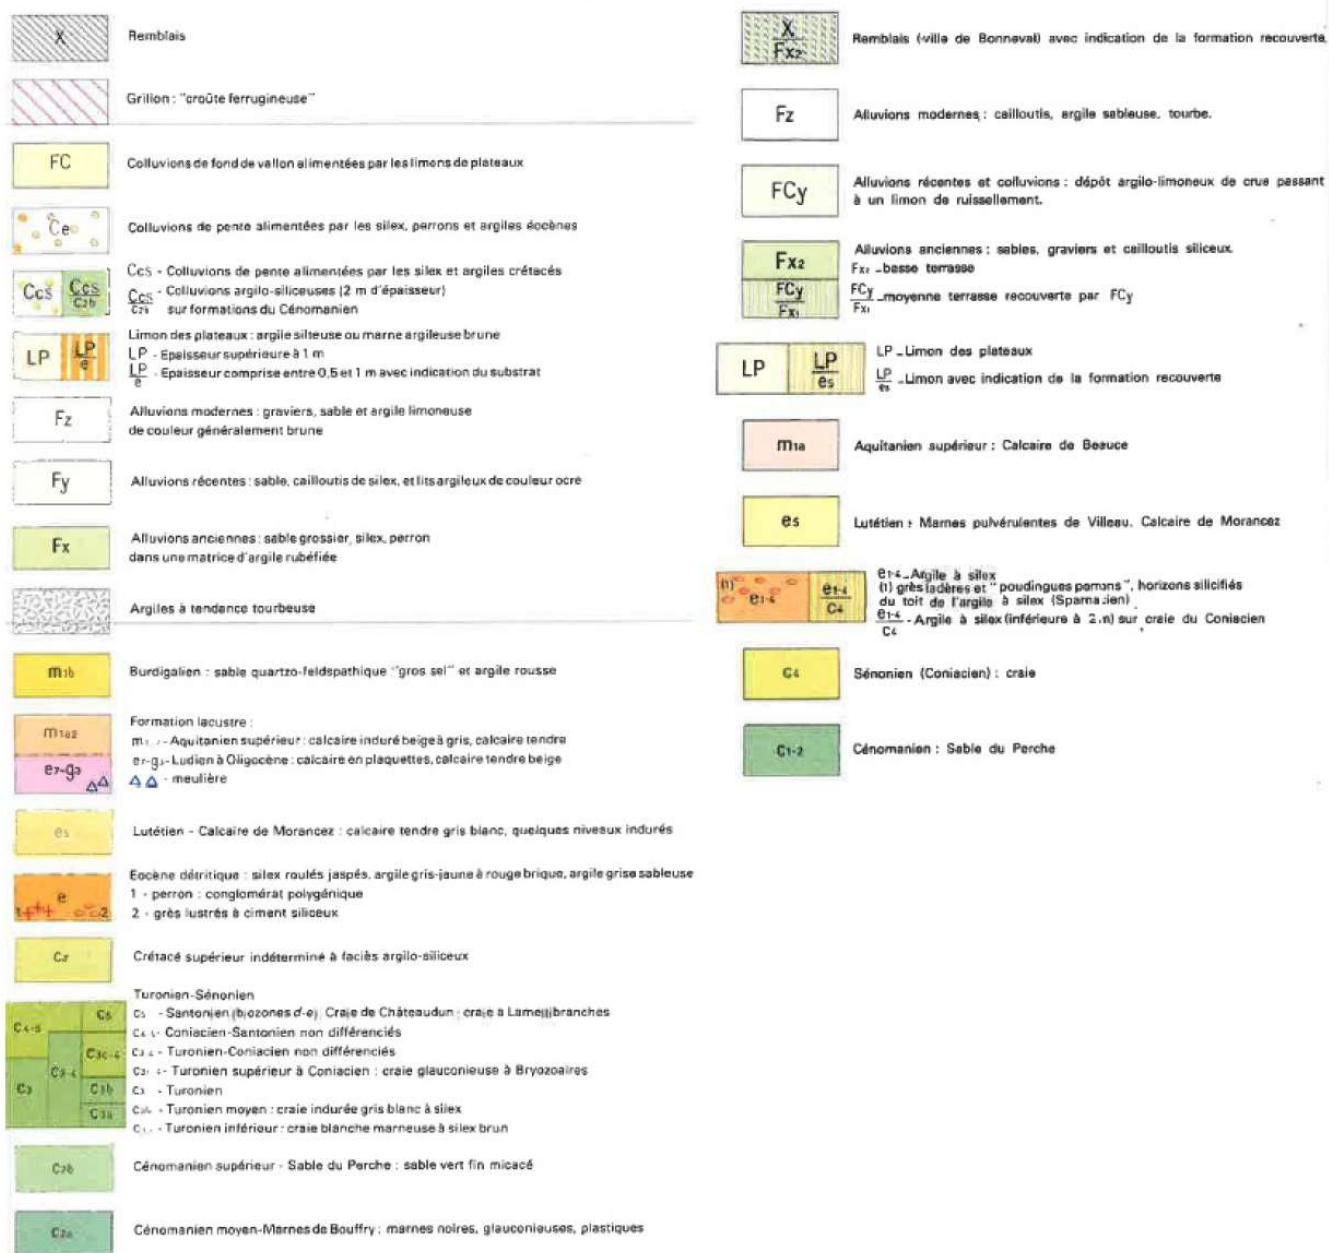 X Remblais
Grillon : "croûte ferrugineuse"
FC Colluvions de fond de vallon alimentées par les limons de plateaux
Ce Colluvions de pente alimentées par les silex, perrons et argiles éocènes
CcS CcS/C2b
CcS - Colluvions de pente alimentées par les silex et argiles crétacés
CcS/C2b - Colluvions argilo-siliceuses (2 m d'épaisseur)
sur formations du Cénomanien
LP LP/e
Limon des plateaux : argile silteuse ou marne argileuse brune
LP - Epaisseur supérieure à 1 m
LP/e - Epaisseur comprise entre 0,5 et 1 m avec indication du substrat
Fz Alluvions modernes : graviers, sable et argile limoneuse
de couleur généralement brune
Fy Alluvions récentes : sable, cailloutis de silex, et lits argileux de couleur ocre
Fx Alluvions anciennes : sable grossier, silex, perron
dans une matrice d'argile rubéfiée
Argiles à tendance tourbeuse
m1b Burdigalien : sable quartzo-feldspathique "gros sel" et argile rousse
m1a2
e7-g3
Formation lacustre :
- Aquitanien supérieur : calcaire induré beige à gris, calcaire tendre
e7-g3 - Ludien à Oligocène : calcaire en plaquettes, calcaire tendre beige
- meulière
e5 Lutétien - Calcaire de Morancez : calcaire tendre gris blanc, quelques niveaux indurés
e
1 2
Eocène détritique : silex roulés jaspés, argile gris-jaune à rouge brique, argile grise sableuse
1 - perron : conglomérat polygénique
2 - grès lustrés à ciment siliceux
Crétacé supérieur indéterminé à faciès argilo-siliceux
C4-5 C5 C3c-4 C3-4 C3 C3b C3a
Turonien-Sénonien
C5 - Santonien (biozones d-e) Craie de Châteaudun : craie à Lamellibranches
C4-5 - Coniacien-Santonien non différenciés
C3-4 - Turonien-Coniacien non différenciés
- Turonien supérieur à Coniacien : craie glauconieuse à Bryozoaires
C3 - Turonien
- Turonien moyen : craie indurée gris blanc à silex
- Turonien inférieur : craie blanche marneuse à silex brun
C2b Cénomanien supérieur - Sable du Perche : sable vert fin micacé
C2a Cénomanien moyen-Marnes de Bouffry : marnes noires, glauconieuses, plastiques
X/Fx2 Remblais (ville de Bonneval) avec indication de la formation recouverte.
Fz Alluvions modernes : cailloutis, argile sableuse, tourbe.
FCy Alluvions récentes et colluvions : dépôt argilo-limoneux de crue passant
à un limon de ruissellement.
Fx2
FCy/Fx1
Alluvions anciennes : sables, graviers et cailloutis siliceux.
Fx2 - basse terrasse
FCy/Fx1 - moyenne terrasse recouverte par FCy
LP LP/e5
LP - Limon des plateaux
LP/e5 - Limon avec indication de la formation recouverte
m1a Aquitanien supérieur : Calcaire de Beauce
e5 Lutétien : Marnes pulvérulentes de Villeau. Calcaire de Morancez
(1) e1-4 e1-4/C4
e1-4 - Argile à silex
(1) grès ladères et "poudingues", horizons silicifiés
du toit de l'argile à silex (Sparnacien)
e1-4/C4 - Argile à silex (inférieure à 2 m) sur craie du Coniacien
C4 Sénonien (Coniacien) : craie
C1-2 Cénomanien : Sable du Perche